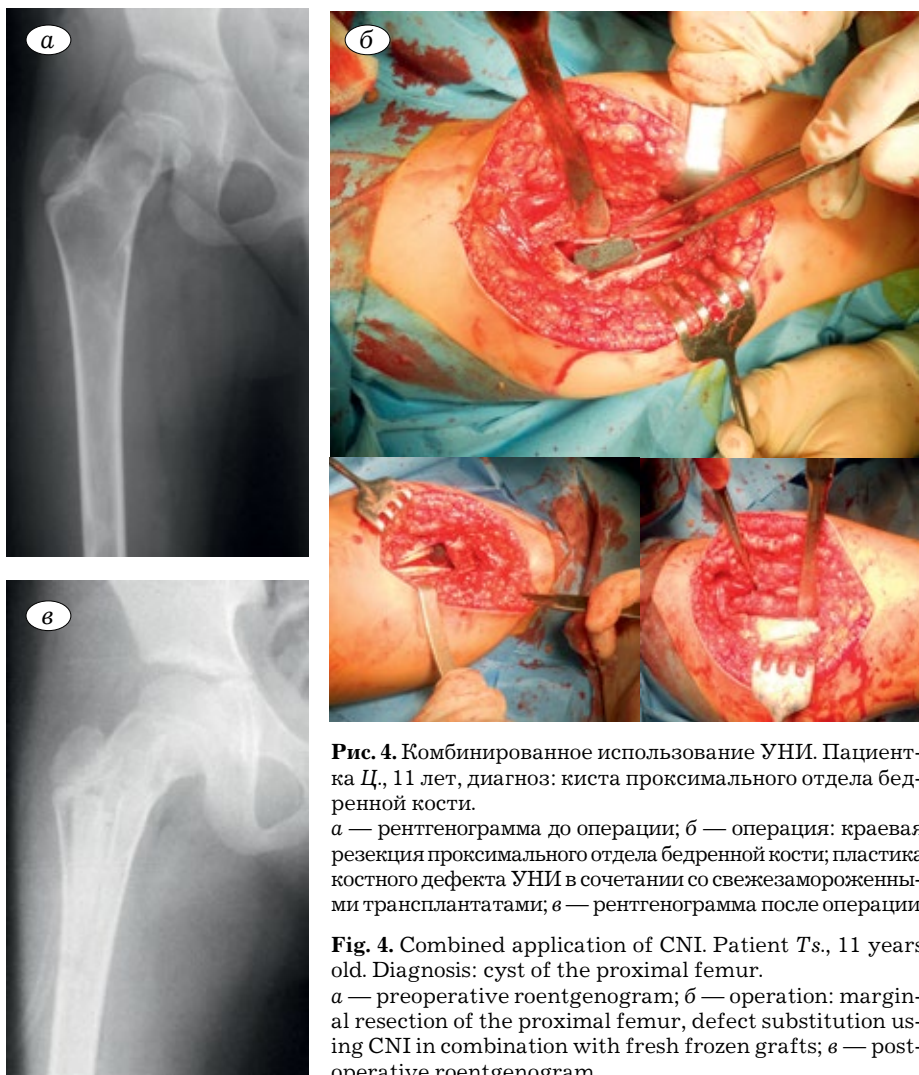 а
б
в
Рис. 4. Комбинированное использование УНИ. Пациент-
ка Ц., 11 лет, диагноз: киста проксимального отдела бед-
ренной кости.
а — рентгенограмма до операции; б — операция: краевая
резекция проксимального отдела бедренной кости; пластика
костного дефекта УНИ в сочетании со свежезамороженны-
ми трансплантатами; в — рентгенограмма после операции
Fig. 4. Combined application of CNI. Patient Ts., 11 years
old. Diagnosis: cyst of the proximal femur.
а — preoperative roentgenogram; б — operation: margin-
al resection of the proximal femur, defect substitution us-
ing CNI in combination with fresh frozen grafts; в — post-
operative roentgenogram